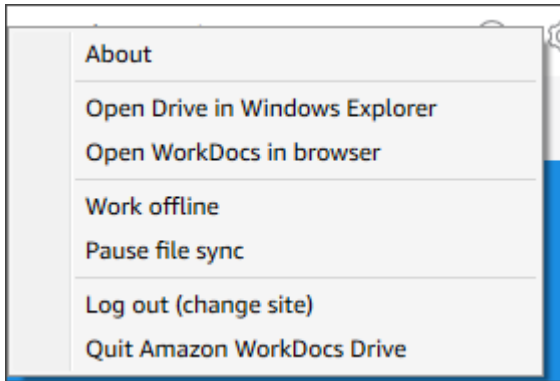 About
Open Drive in Windows Explorer
Open WorkDocs in browser
Work offline
Pause file sync
Log out (change site)
Quit Amazon WorkDocs Drive